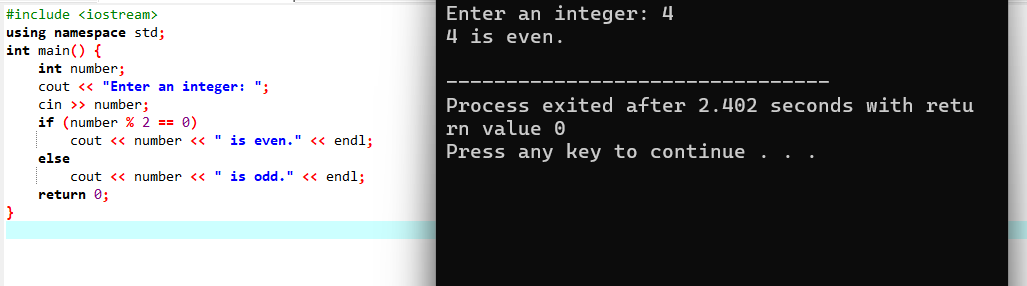 #include <iostream>
using namespace std;
int main() {
    int number;
    cout << "Enter an integer: ";
    cin >> number;
    if (number % 2 == 0)
        cout << number << " is even." << endl;
    else
        cout << number << " is odd." << endl;
    return 0;
}
Enter an integer: 4
4 is even.
--------------------------------
Process exited after 2.402 seconds with retu
rn value 0
Press any key to continue . . .